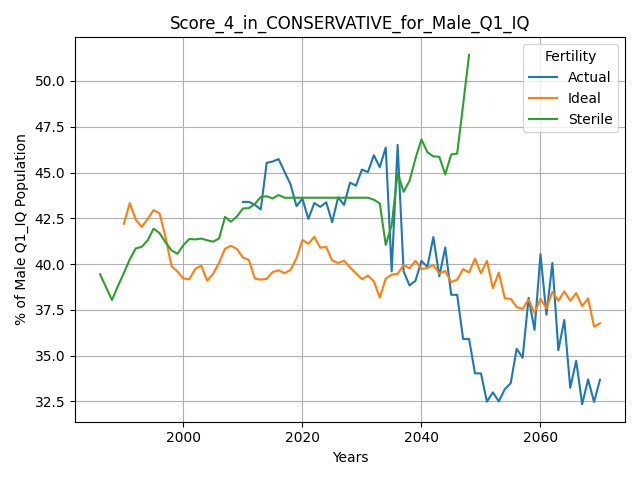 Score_4_in_CONSERVATIVE_for_Male_Q1_IQ
Fertility
Actual
Ideal
Sterile
% of Male Q1_IQ Population
50.0
47.5
45.0
42.5
40.0
37.5
35.0
32.5
2000
2020
2040
2060
Years